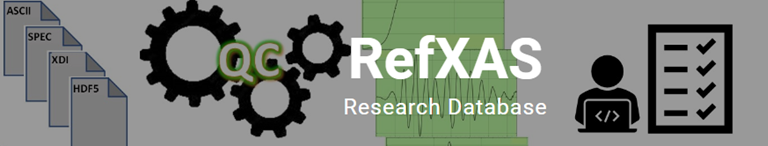 ASCII
SPEC
XDI
HDF5
QC
RefXAS
Research Database
</>